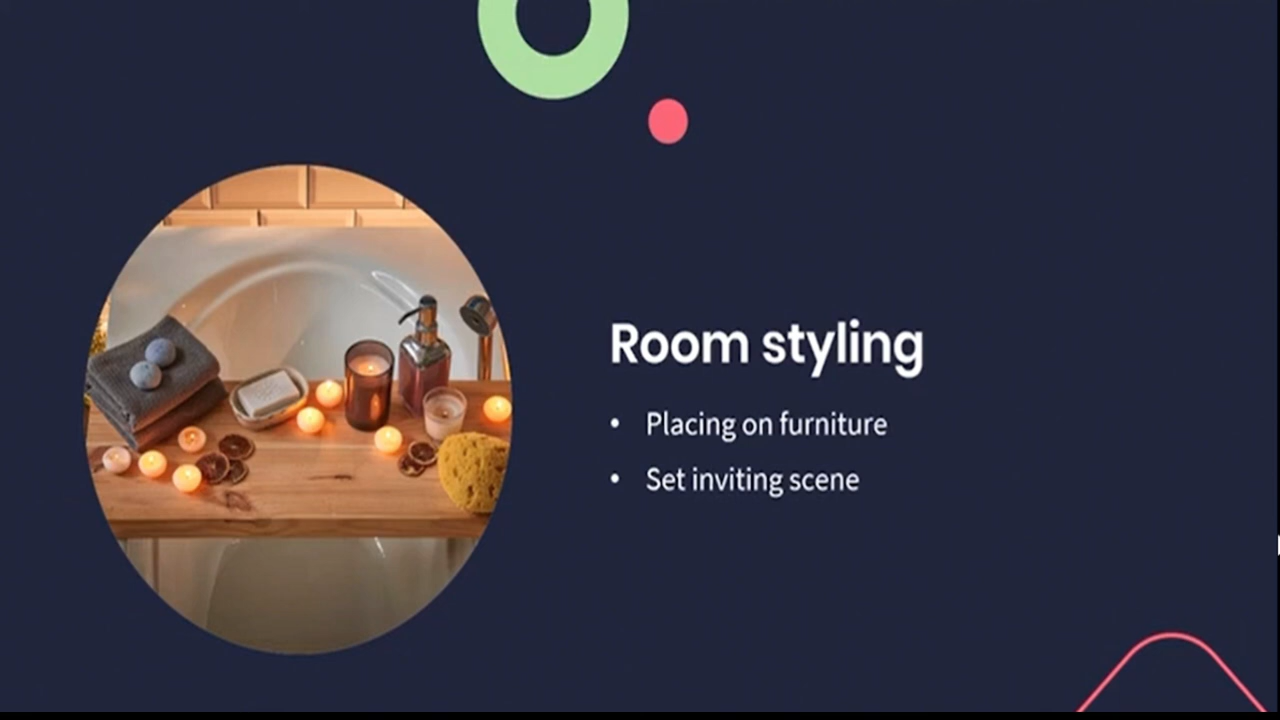 Room styling
• Placing on furniture
• Set inviting scene